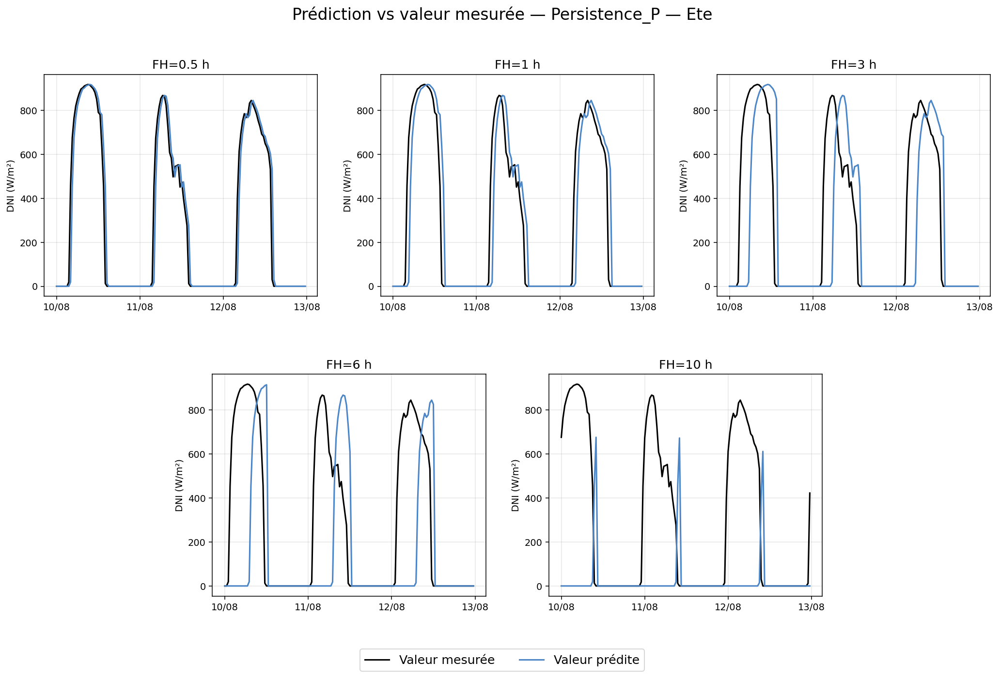 Prédiction vs valeur mesurée — Persistence_P — Ete
FH=0.5 h
FH=1 h
FH=3 h
DNI (W/m²)
800
600
400
200
0
10/08 11/08 12/08 13/08
DNI (W/m²)
800
600
400
200
0
10/08 11/08 12/08 13/08
DNI (W/m²)
800
600
400
200
0
10/08 11/08 12/08 13/08
FH=6 h
FH=10 h
DNI (W/m²)
800
600
400
200
0
10/08 11/08 12/08 13/08
DNI (W/m²)
800
600
400
200
0
10/08 11/08 12/08 13/08
Valeur mesurée Valeur prédite